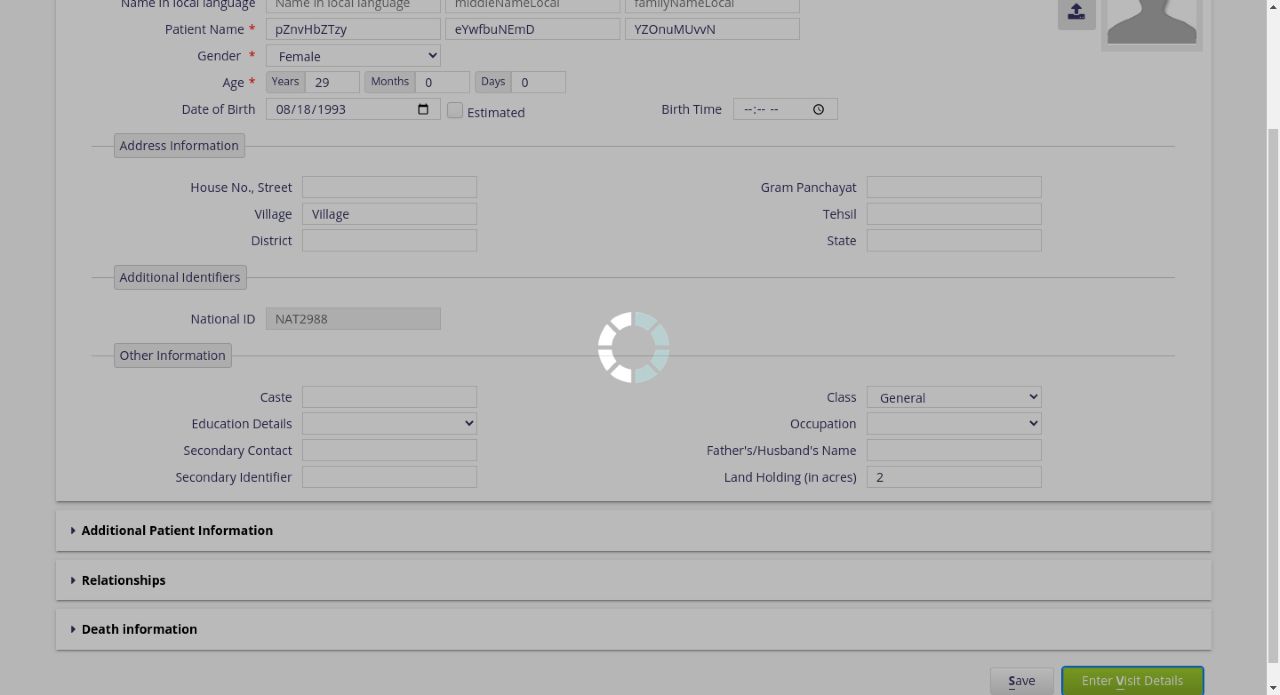 Name in local language Name in local language middleNameLocal familyNameLocal
Patient Name * pZnvHbZTzy eYwfbuNEmD YZOnuMUvvN
Gender * Female
Age * Years 29 Months 0 Days 0
Date of Birth 08/18/1993 Estimated Birth Time --:-- --
Address Information
House No., Street Gram Panchayat
Village Village Tehsil
District State
Additional Identifiers
National ID NAT2988
Other Information
Caste Class General
Education Details Occupation
Secondary Contact Father's/Husband's Name
Secondary Identifier Land Holding (in acres) 2
Additional Patient Information
Relationships
Death information
Save Enter Visit Details